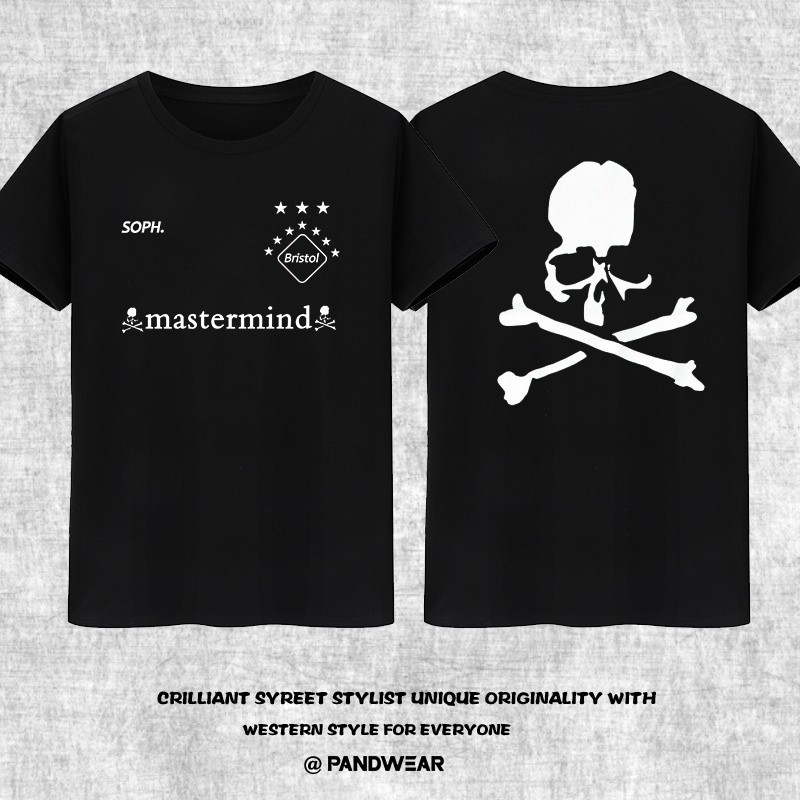 SOPH.
Bristol
mastermind
CRILLIANT SYREET STYLIST UNIQUE ORIGINALITY WITH
WESTERN STYLE FOR EVERYONE
@ PANDWEAR